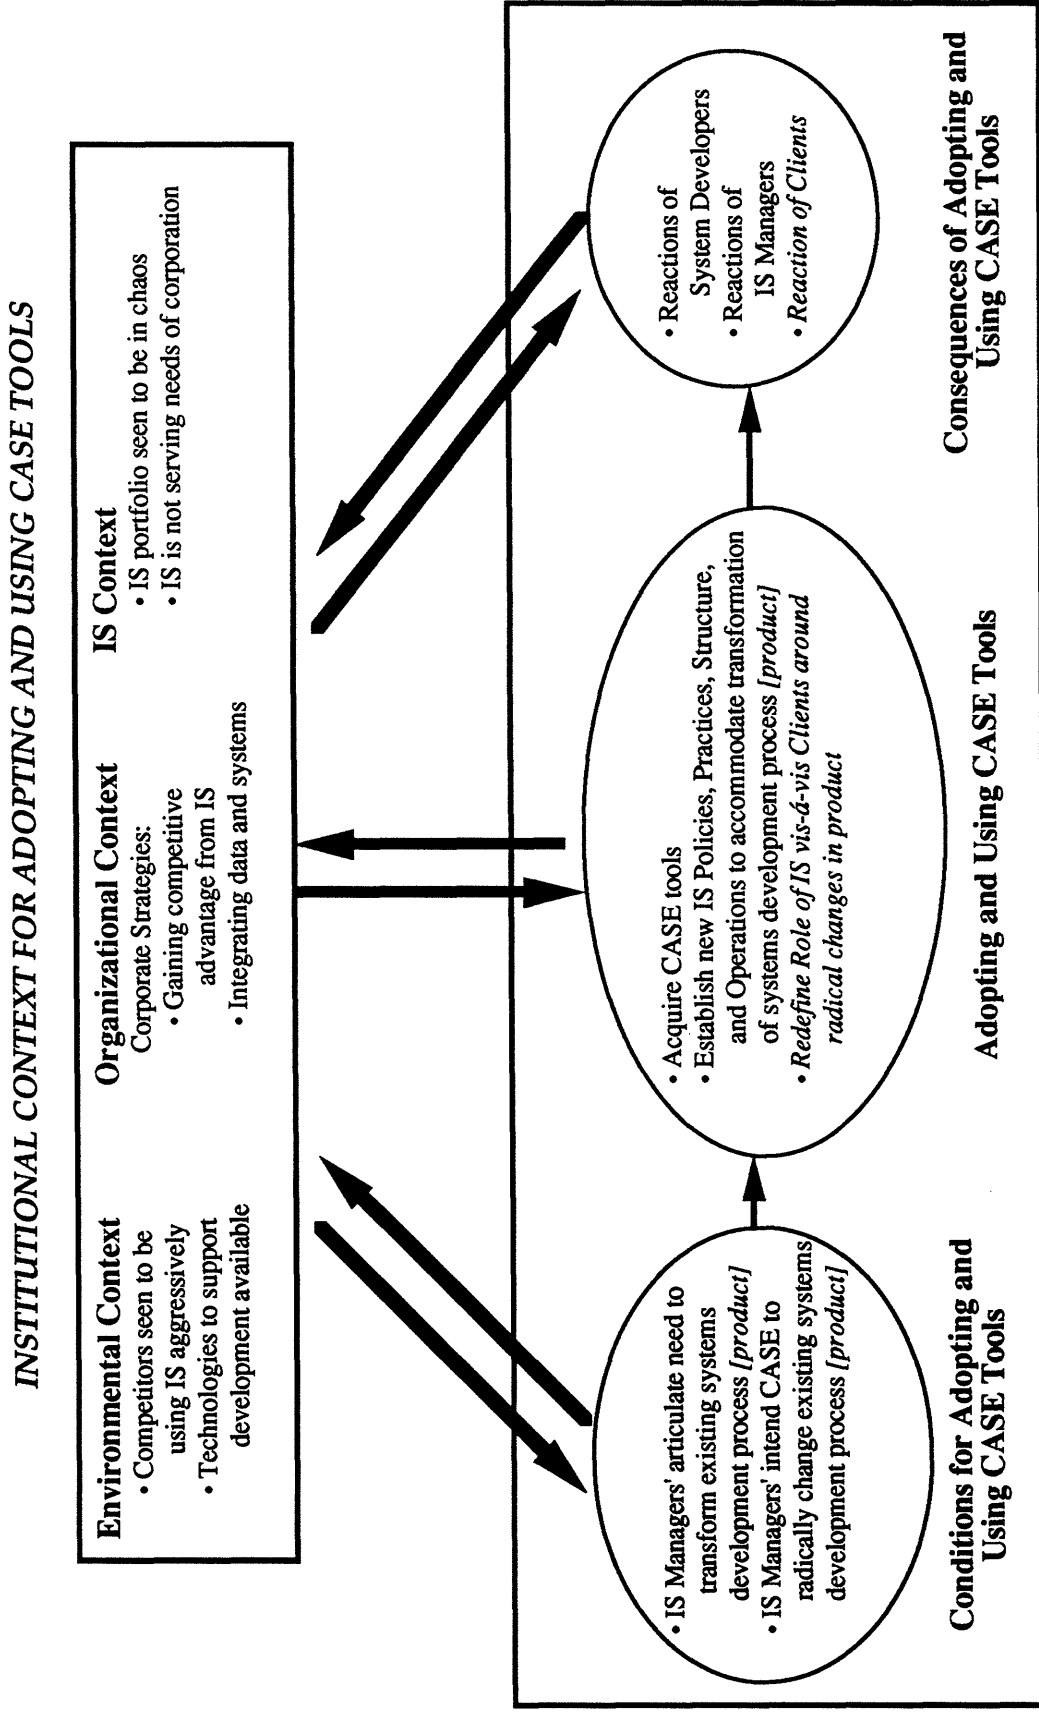 INSTITUTIONAL CONTEXT FOR ADOPTING AND USING CASE TOOLS
Environmental Context
• Competitors seen to be
using IS aggressively
• Technologies to support
development available
Organizational Context
Corporate Strategies:
• Gaining competitive
advantage from IS
• Integrating data and systems
IS Context
• IS portfolio seen to be in chaos
• IS is not serving needs of corporation
• IS Managers' articulate need to
transform existing systems
development process [product]
• IS Managers' intend CASE to
radically change existing systems
development process [product]
Conditions for Adopting and
Using CASE Tools
• Acquire CASE tools
• Establish new IS Policies, Practices, Structure,
and Operations to accommodate transformation
of systems development process [product]
• Redefine Role of IS vis-á-vis Clients around
radical changes in product
Adopting and Using CASE Tools
• Reactions of
System Developers
• Reactions of
IS Managers
• Reaction of Clients
Consequences of Adopting and
Using CASE Tools